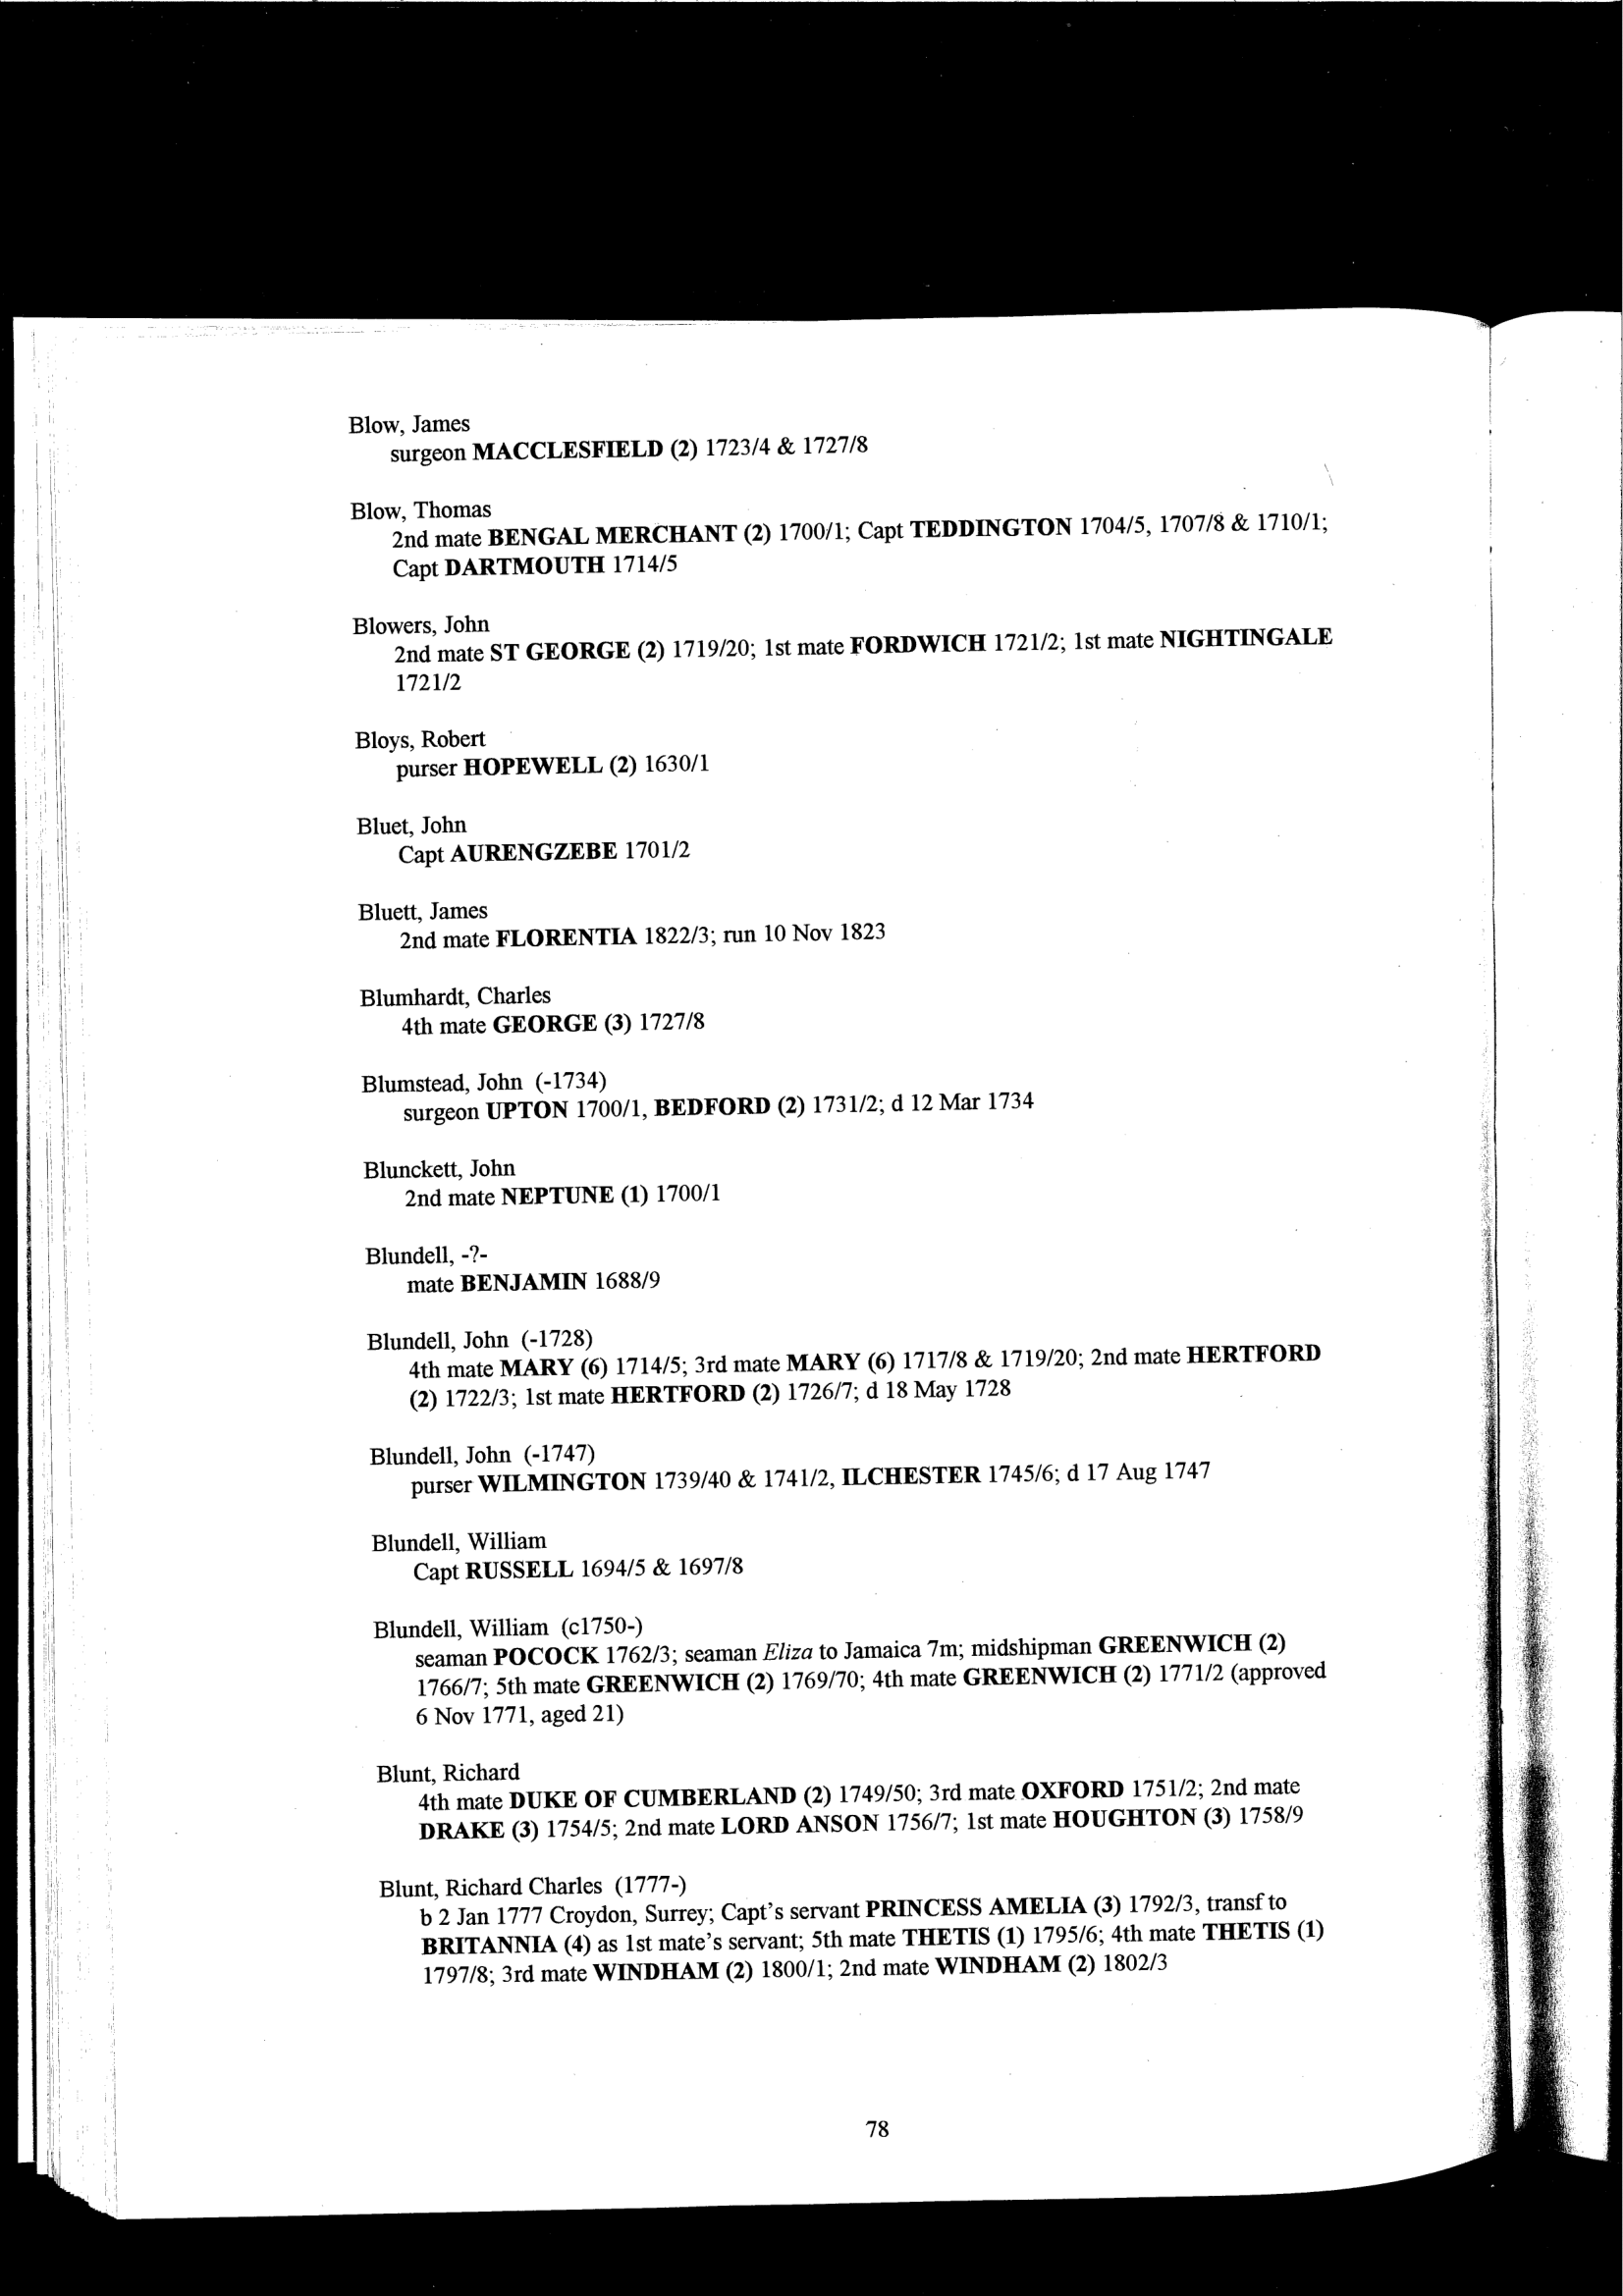 Blow, James
surgeon MACCLESFIELD (2) 1723/4 & 1727/8
Blow, Thomas
2nd mate BENGAL MERCHANT (2) 1700/1; Capt TEDDINGTON 1704/5, 1707/8 & 1710/1;
Capt DARTMOUTH 1714/5
Blowers, John
2nd mate ST GEORGE (2) 1719/20; 1st mate FORDWICH 1721/2; 1st mate NIGHTINGALE
1721/2
Bloys, Robert
purser HOPEWELL (2) 1630/1
Bluet, John
Capt AURENGZEBE 1701/2
Bluett, James
2nd mate FLORENTIA 1822/3; run 10 Nov 1823
Blumhardt, Charles
4th mate GEORGE (3) 1727/8
Blumstead, John (-1734)
surgeon UPTON 1700/1, BEDFORD (2) 1731/2; d 12 Mar 1734
Blunckett, John
2nd mate NEPTUNE (1) 1700/1
Blundell, -?-
mate BENJAMIN 1688/9
Blundell, John (-1728)
4th mate MARY (6) 1714/5; 3rd mate MARY (6) 1717/8 & 1719/20; 2nd mate HERTFORD
(2) 1722/3; 1st mate HERTFORD (2) 1726/7; d 18 May 1728
Blundell, John (-1747)
purser WILMINGTON 1739/40 & 1741/2, ILCHESTER 1745/6; d 17 Aug 1747
Blundell, William
Capt RUSSELL 1694/5 & 1697/8
Blundell, William (c1750-)
seaman POCOCK 1762/3; seaman Eliza to Jamaica 7m; midshipman GREENWICH (2)
1766/7; 5th mate GREENWICH (2) 1769/70; 4th mate GREENWICH (2) 1771/2 (approved
6 Nov 1771, aged 21)
Blunt, Richard
4th mate DUKE OF CUMBERLAND (2) 1749/50; 3rd mate OXFORD 1751/2; 2nd mate
DRAKE (3) 1754/5; 2nd mate LORD ANSON 1756/7; 1st mate HOUGHTON (3) 1758/9
Blunt, Richard Charles (1777-)
b 2 Jan 1777 Croydon, Surrey; Capt's servant PRINCESS AMELIA (3) 1792/3, transf to
BRITANNIA (4) as 1st mate's servant; 5th mate THETIS (1) 1795/6; 4th mate THETIS (1)
1797/8; 3rd mate WINDHAM (2) 1800/1; 2nd mate WINDHAM (2) 1802/3
78